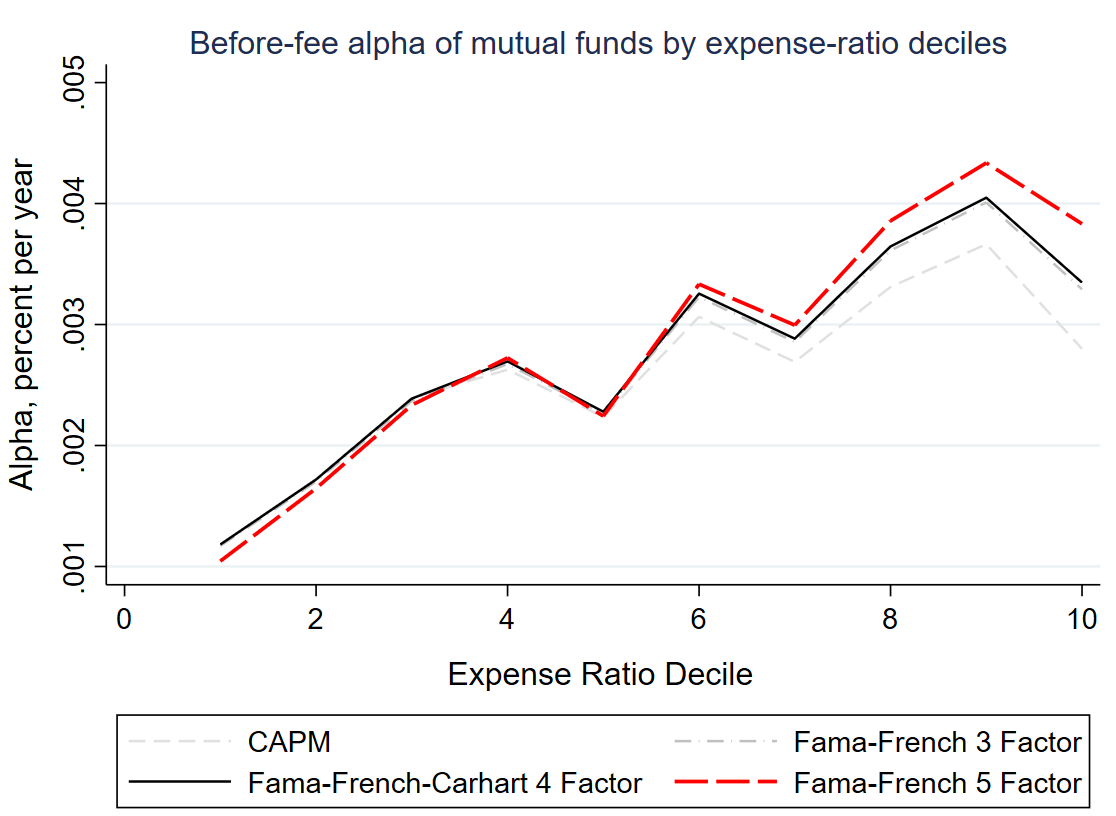 Before-fee alpha of mutual funds by expense-ratio deciles
Alpha, percent per year
.005
.004
.003
.002
.001
0 2 4 6 8 10
Expense Ratio Decile
CAPM Fama-French 3 Factor
Fama-French-Carhart 4 Factor Fama-French 5 Factor